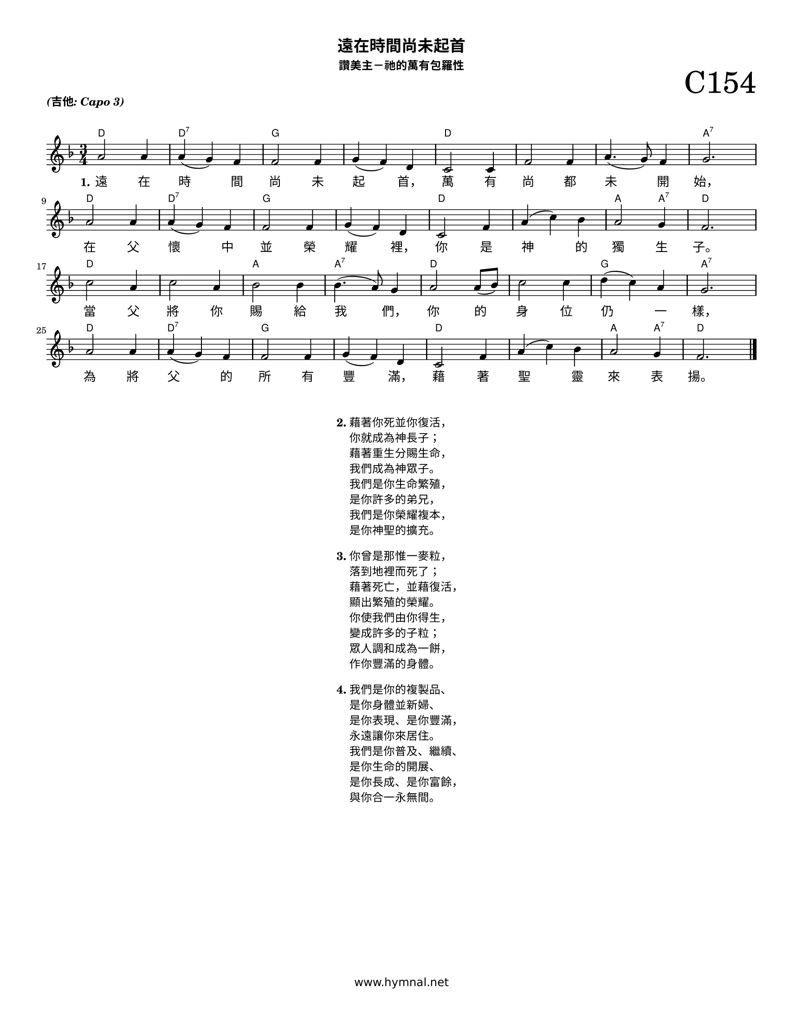 遠在時間尚未起首
讚美主－祂的萬有包羅性
C154
(吉他: Capo 3)
D D7 G D A7
3 4
1. 遠 在 時 間 尚 未 起 首， 萬 有 尚 都 未 開 始，
9 D D7 G D A A7 D
在 父 懷 中 並 榮 耀 裡， 你 是 神 的 獨 生 子。
17 D A A7 D G A7
當 父 將 你 賜 給 我 們， 你 的 身 位 仍 一 樣，
25 D D7 G D A A7 D
為 將 父 的 所 有 豐 滿， 藉 著 聖 靈 來 表 揚。
2. 藉著你死並你復活，
你就成為神長子；
藉著重生分賜生命，
我們成為神眾子。
我們是你生命繁殖，
是你許多的弟兄，
我們是你榮耀複本，
是你神聖的擴充。
3. 你曾是那惟一麥粒，
落到地裡而死了；
藉著死亡，並藉復活，
顯出繁殖的榮耀。
你使我們由你得生，
變成許多的子粒；
眾人調和成為一餅，
作你豐滿的身體。
4. 我們是你的複製品、
是你身體並新婦、
是你表現、是你豐滿，
永遠讓你來居住。
我們是你普及、繼續、
是你生命的開展、
是你長成、是你富餘，
與你合一永無間。
www.hymnal.net